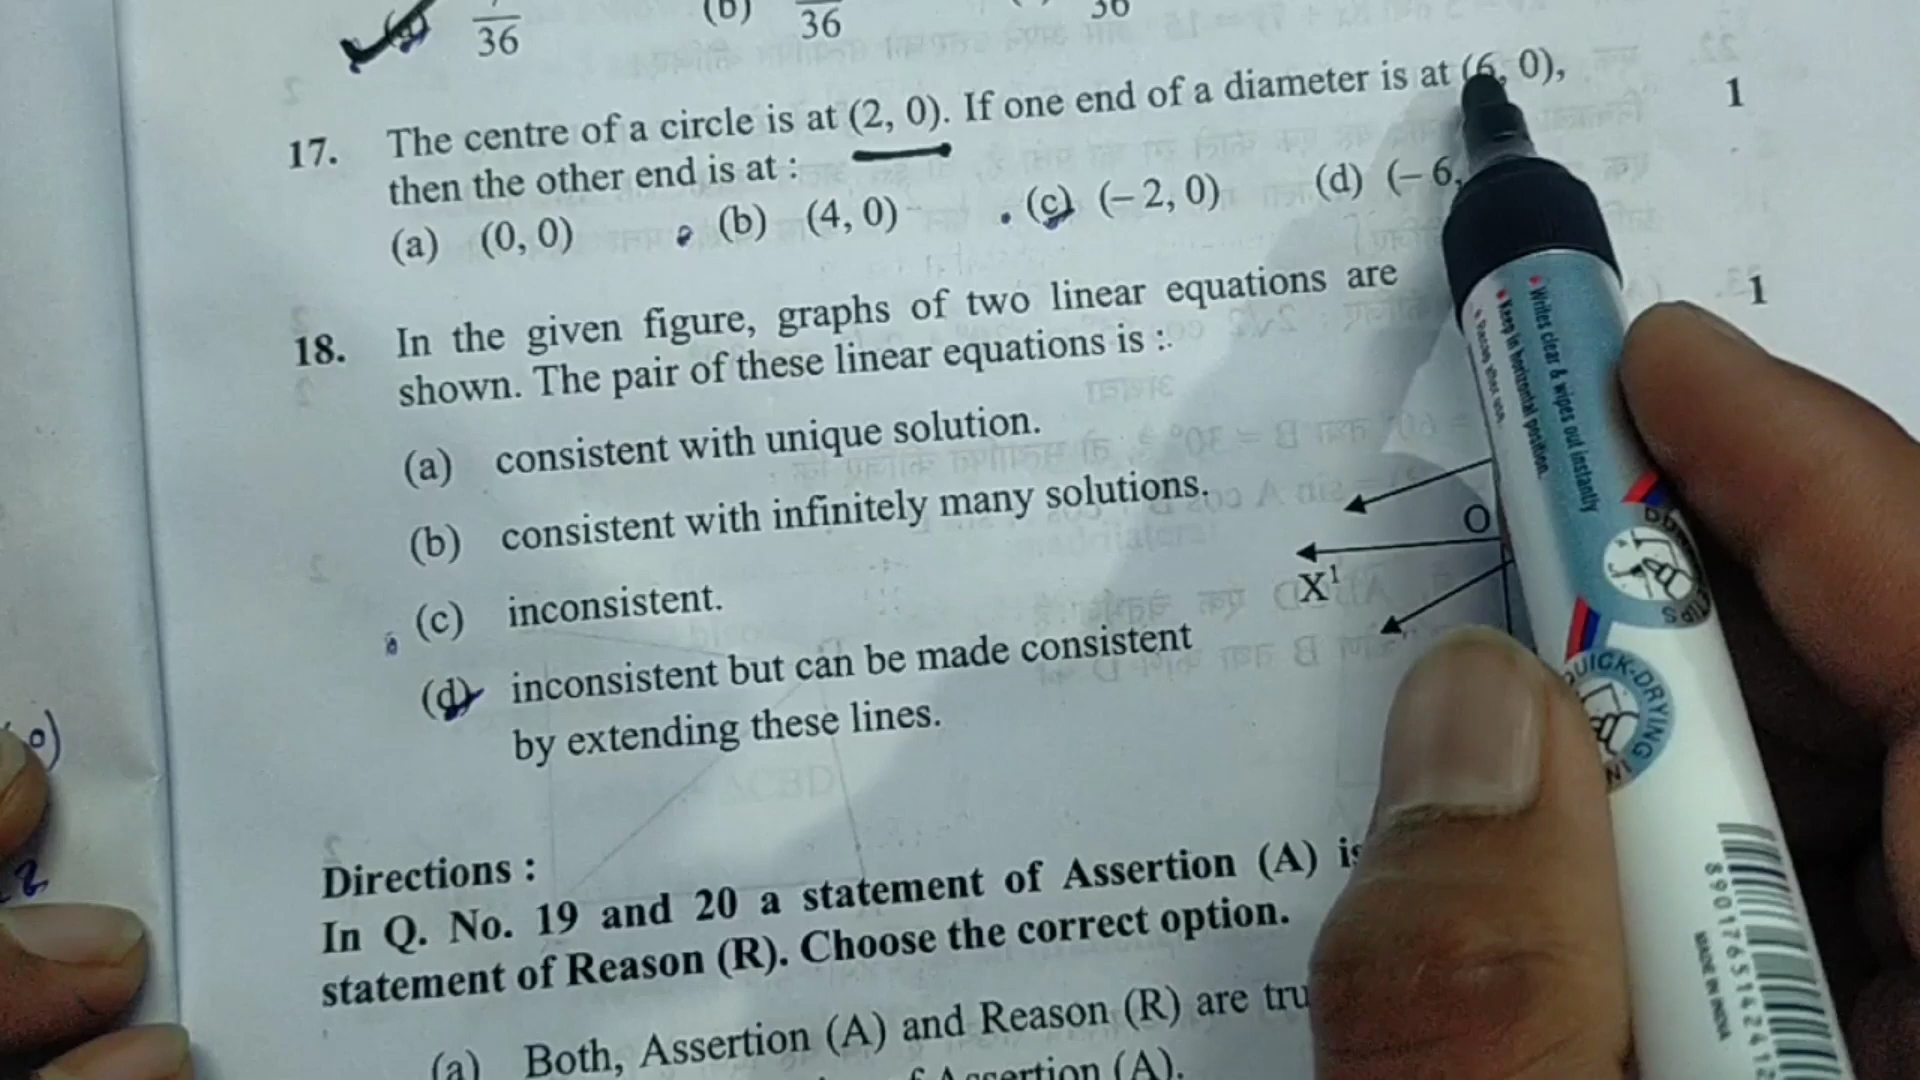 (a) 7/36 (b) /36 36
17. The centre of a circle is at (2, 0). If one end of a diameter is at (6, 0), 1
then the other end is at :
(a) (0, 0) (b) (4, 0) (c) (– 2, 0) (d) (– 6,
18. In the given figure, graphs of two linear equations are 1
shown. The pair of these linear equations is :
(a) consistent with unique solution.
(b) consistent with infinitely many solutions.
(c) inconsistent.
(d) inconsistent but can be made consistent
by extending these lines.
O
X¹
Directions :
In Q. No. 19 and 20 a statement of Assertion (A) is
statement of Reason (R). Choose the correct option.
(a) Both, Assertion (A) and Reason (R) are tru
f Assertion (A).
Writes clear & wipes out instantly
Keep in horizontal position.
QUICK-DRYING
8901765162412
MADE IN INDIA